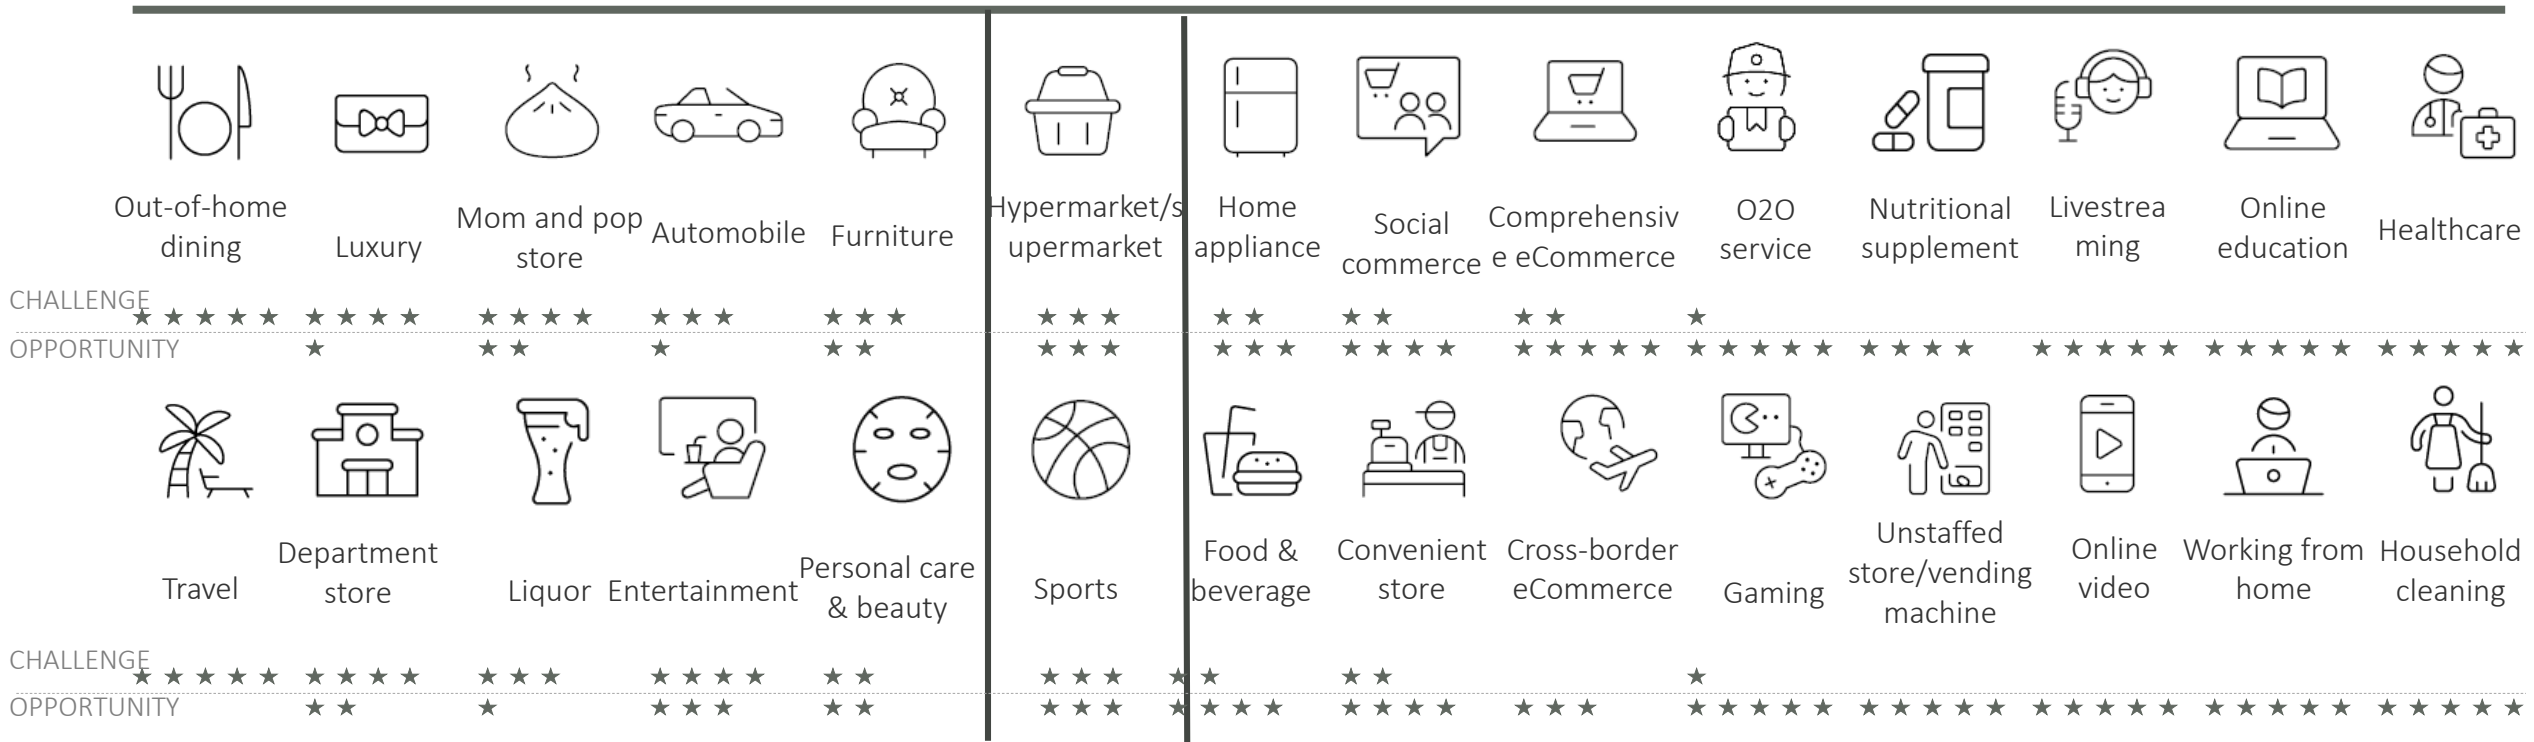 Out-of-home
dining
Luxury
Mom and pop
store
Automobile
Furniture
Hypermarket/s
upermarket
Home
appliance
Social
commerce
Comprehensiv
e eCommerce
O2O
service
Nutritional
supplement
Livestrea
ming
Online
education
Healthcare
CHALLENGE
★★★★★ ★★★★ ★★★★ ★★★ ★★★ ★★★ ★★ ★★ ★★ ★
OPPORTUNITY
★ ★★ ★ ★★ ★★★ ★★★ ★★★★ ★★★★★ ★★★★★ ★★★★ ★★★★★ ★★★★★ ★★★★★
Travel
Department
store
Liquor
Entertainment
Personal care
& beauty
Sports
Food &
beverage
Convenient
store
Cross-border
eCommerce
Gaming
Unstaffed
store/vending
machine
Online
video
Working from
home
Household
cleaning
CHALLENGE
★★★★★ ★★★★ ★★★ ★★★★ ★★ ★★★ ★★ ★★ ★
OPPORTUNITY
★★ ★ ★★★ ★★ ★★★ ★★★★ ★★★★ ★★★ ★★★★★ ★★★★★ ★★★★★ ★★★★★ ★★★★★